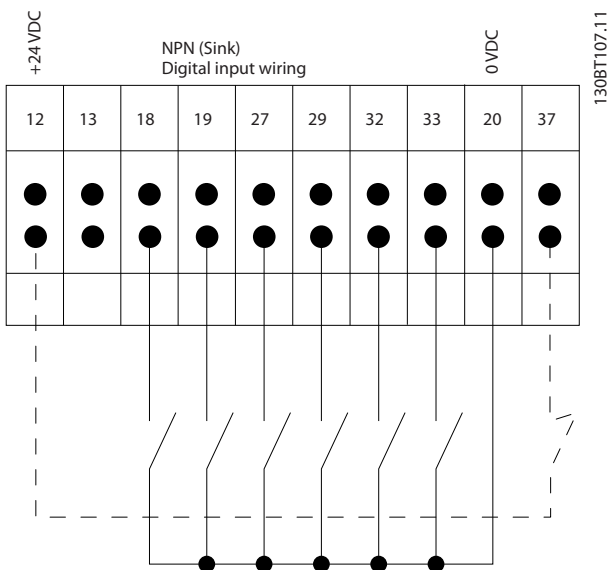 +24 VDC
NPN (Sink)
Digital input wiring
0 VDC
130BT107.11
12 13 18 19 27 29 32 33 20 37